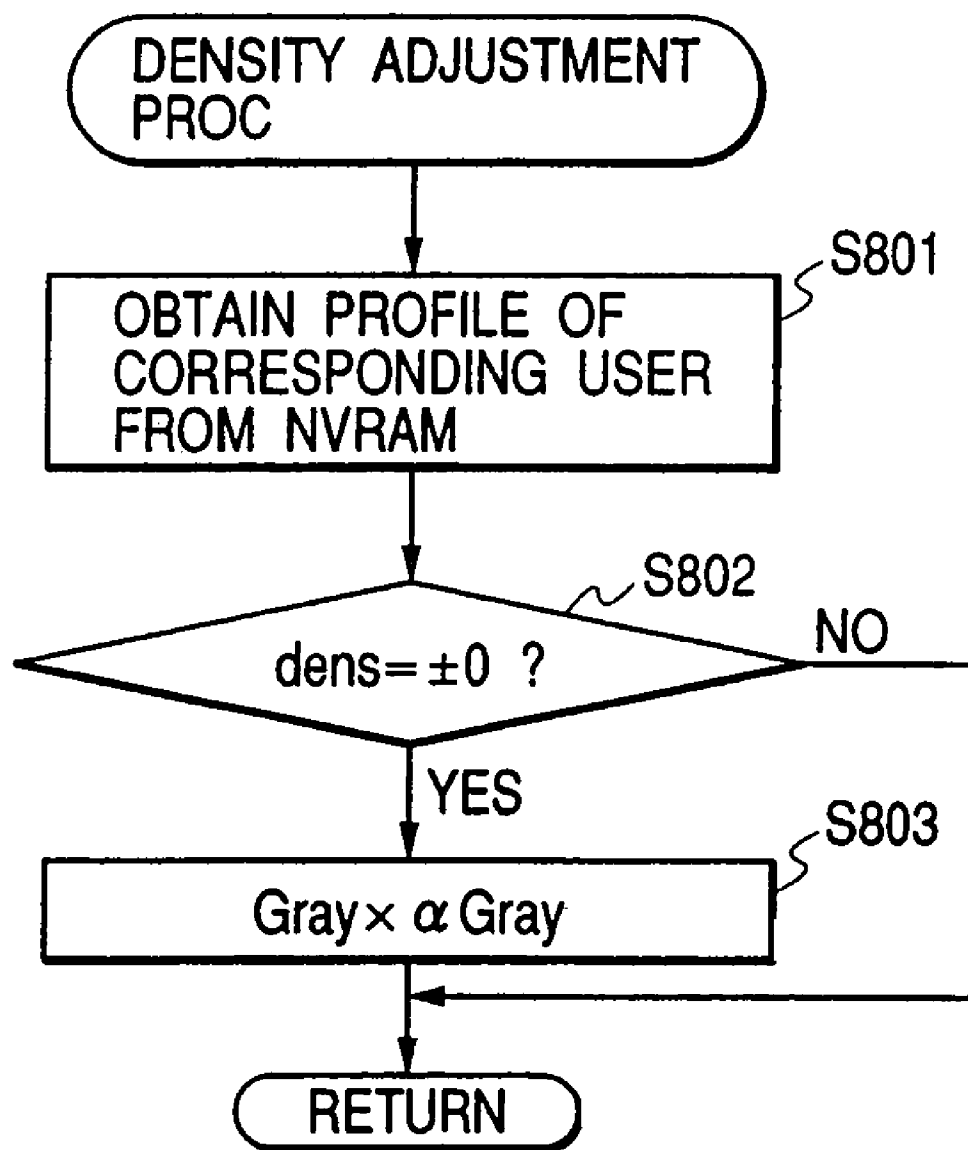 DENSITY ADJUSTMENT
PROC
S801
OBTAIN PROFILE OF
CORRESPONDING USER
FROM NVRAM
S802
dens=±0 ?
NO
YES
S803
Gray× α Gray
RETURN